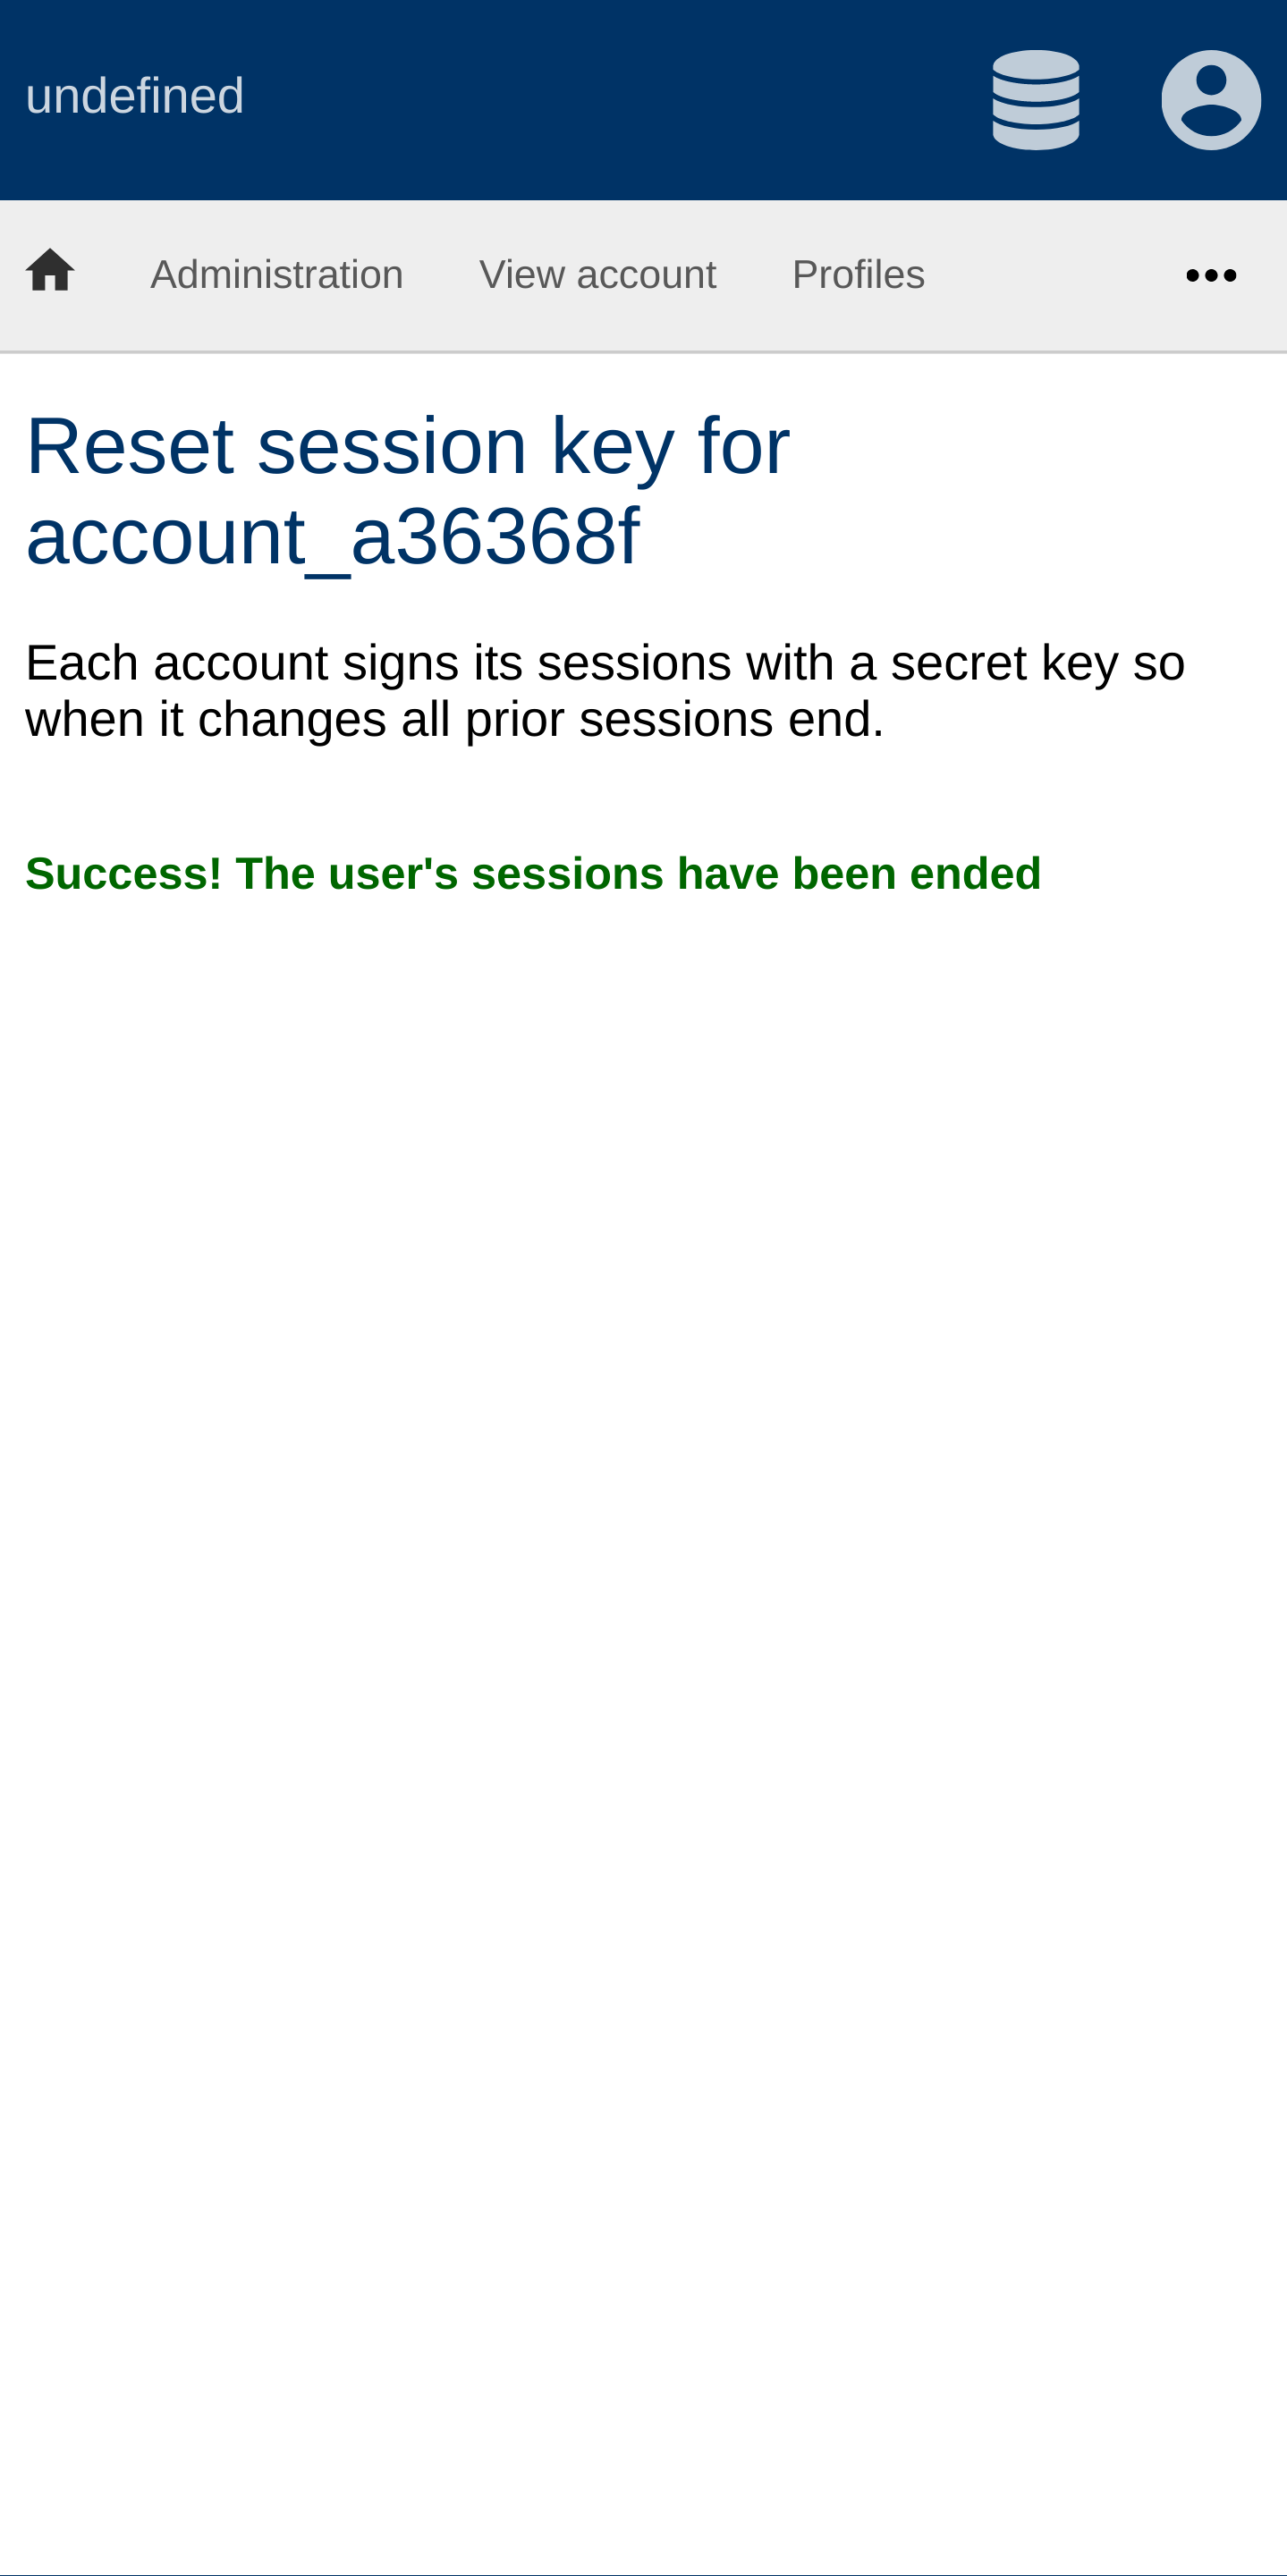 undefined
Administration View account Profiles
Reset session key for
account_a36368f
Each account signs its sessions with a secret key so
when it changes all prior sessions end.
Success! The user's sessions have been ended